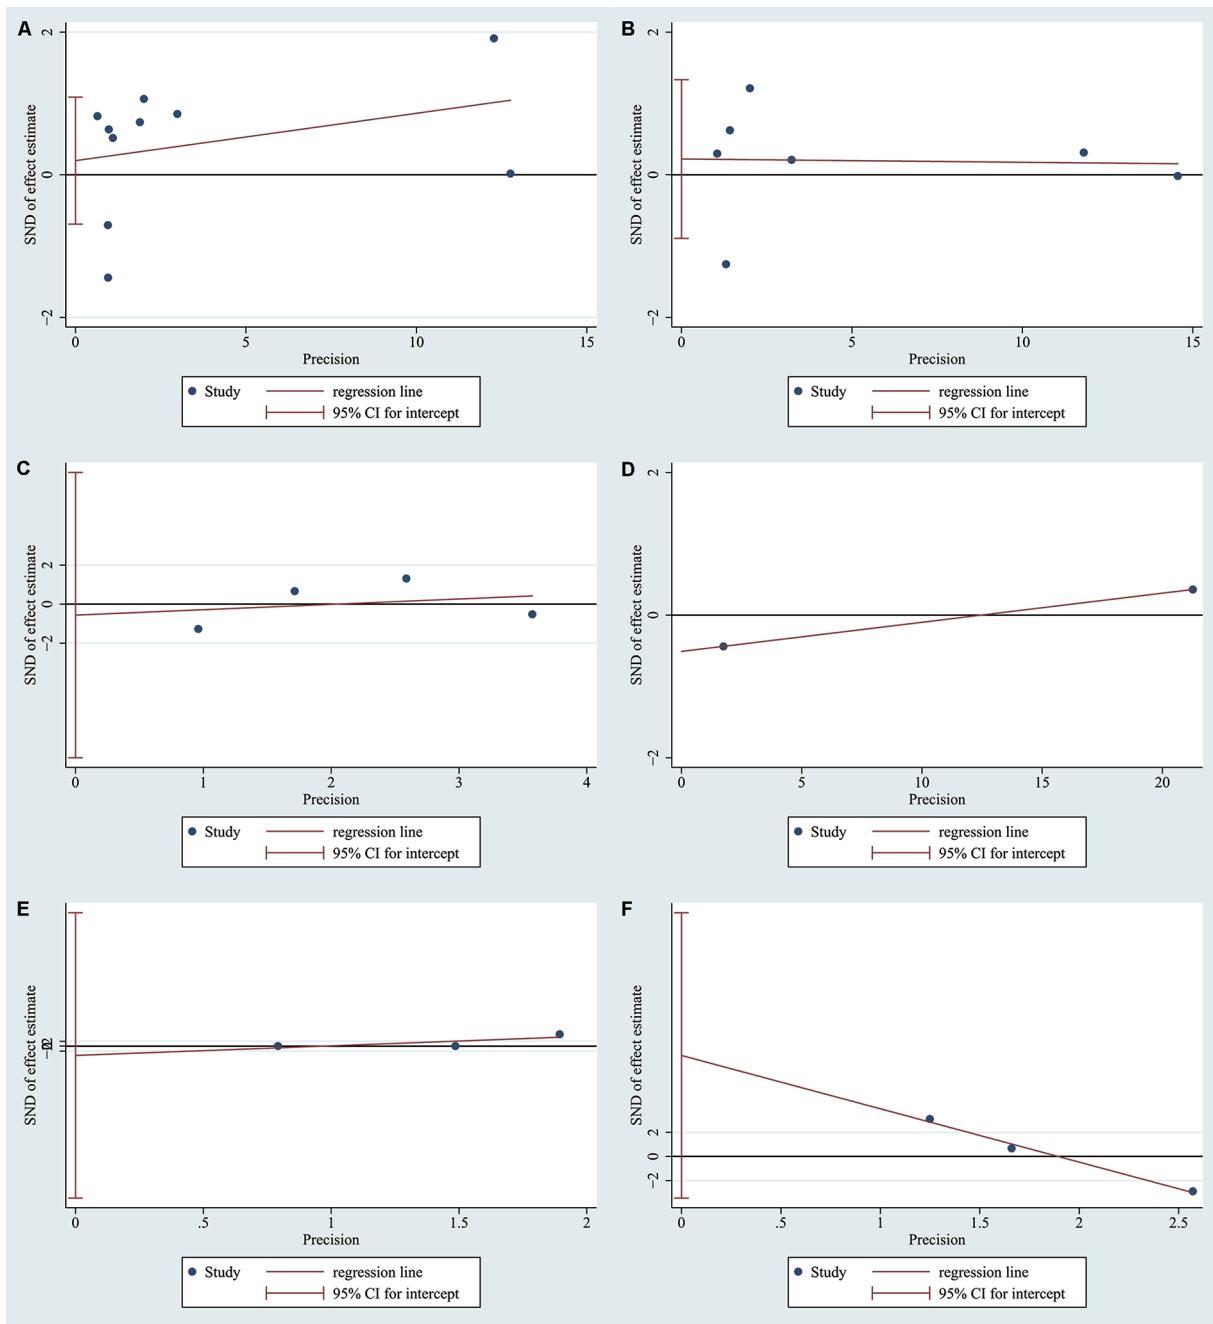 A
SND of effect estimate
2
0
−2
0 5 10 15
Precision
Study regression line
95% CI for intercept
B
SND of effect estimate
2
0
−2
0 5 10 15
Precision
Study regression line
95% CI for intercept
C
SND of effect estimate
2
0
−2
0 1 2 3 4
Precision
Study regression line
95% CI for intercept
D
SND of effect estimate
2
0
−2
0 5 10 15 20
Precision
Study regression line
95% CI for intercept
E
SND of effect estimate
0 .5 1 1.5 2
Precision
Study regression line
95% CI for intercept
F
SND of effect estimate
2
0
−2
0 .5 1 1.5 2 2.5
Precision
Study regression line
95% CI for intercept